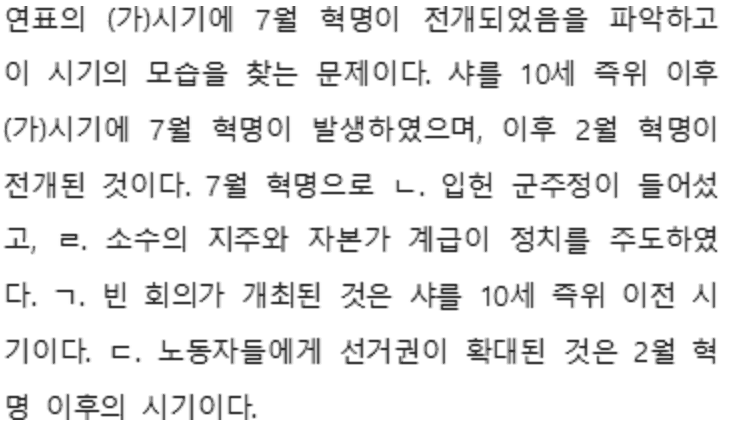 연표의 (가)시기에 7월 혁명이 전개되었음을 파악하고
이 시기의 모습을 찾는 문제이다. 샤를 10세 즉위 이후
(가)시기에 7월 혁명이 발생하였으며, 이후 2월 혁명이
전개된 것이다. 7월 혁명으로 ㄴ. 입헌 군주정이 들어섰
고, ㄹ. 소수의 지주와 자본가 계급이 정치를 주도하였
다. ㄱ. 빈 회의가 개최된 것은 샤를 10세 즉위 이전 시
기이다. ㄷ. 노동자들에게 선거권이 확대된 것은 2월 혁
명 이후의 시기이다.